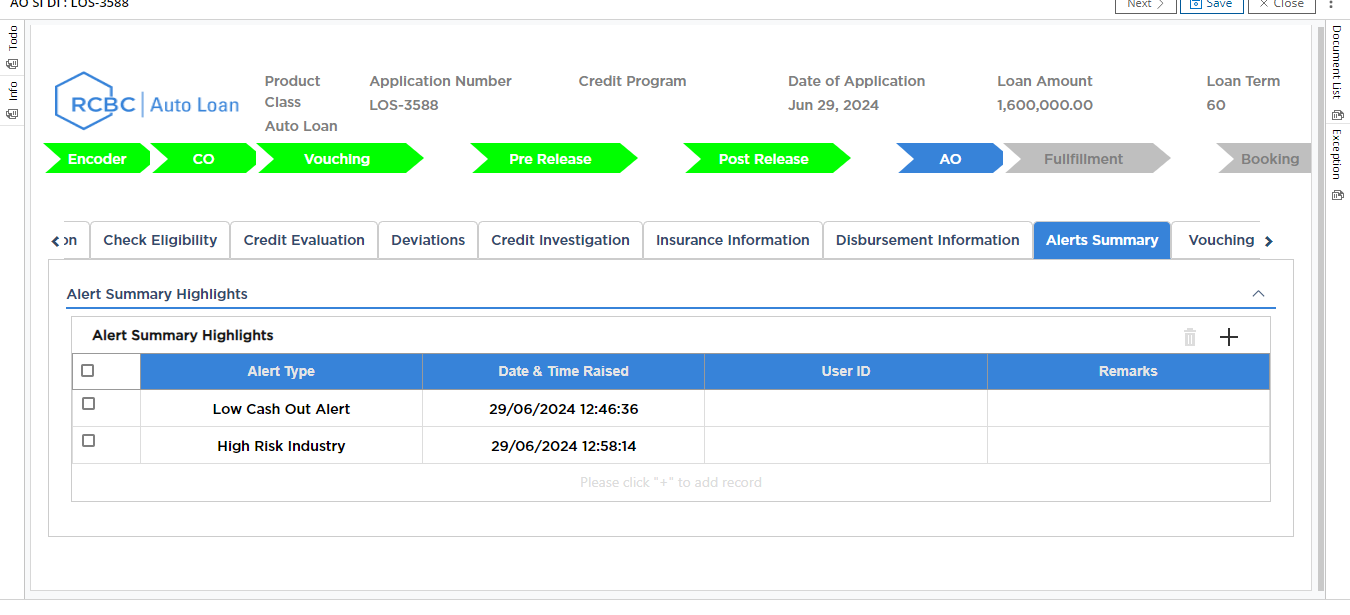 AO SI DI : LOS-3588
Next
Save
Close
Todo
Info
Document List
Exception
RCBC Auto Loan
Product Class
Auto Loan
Application Number
LOS-3588
Credit Program
Date of Application
Jun 29, 2024
Loan Amount
1,600,000.00
Loan Term
60
Encoder
CO
Vouching
Pre Release
Post Release
AO
Fullfillment
Booking
on
Check Eligibility
Credit Evaluation
Deviations
Credit Investigation
Insurance Information
Disbursement Information
Alerts Summary
Vouching
Alert Summary Highlights
Alert Summary Highlights
Alert Type Date & Time Raised User ID Remarks
Low Cash Out Alert 29/06/2024 12:46:36
High Risk Industry 29/06/2024 12:58:14
Please click "+" to add record